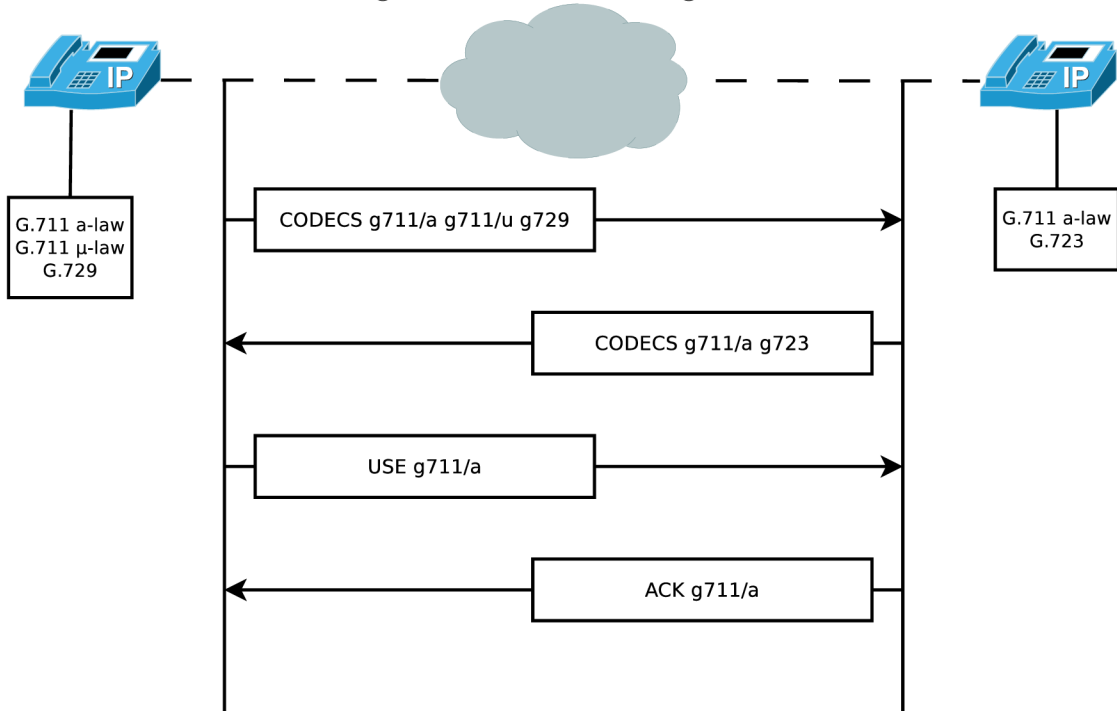 IP
IP
G.711 a-law
G.711 μ-law
G.729
G.711 a-law
G.723
CODECS g711/a g711/u g729
CODECS g711/a g723
USE g711/a
ACK g711/a